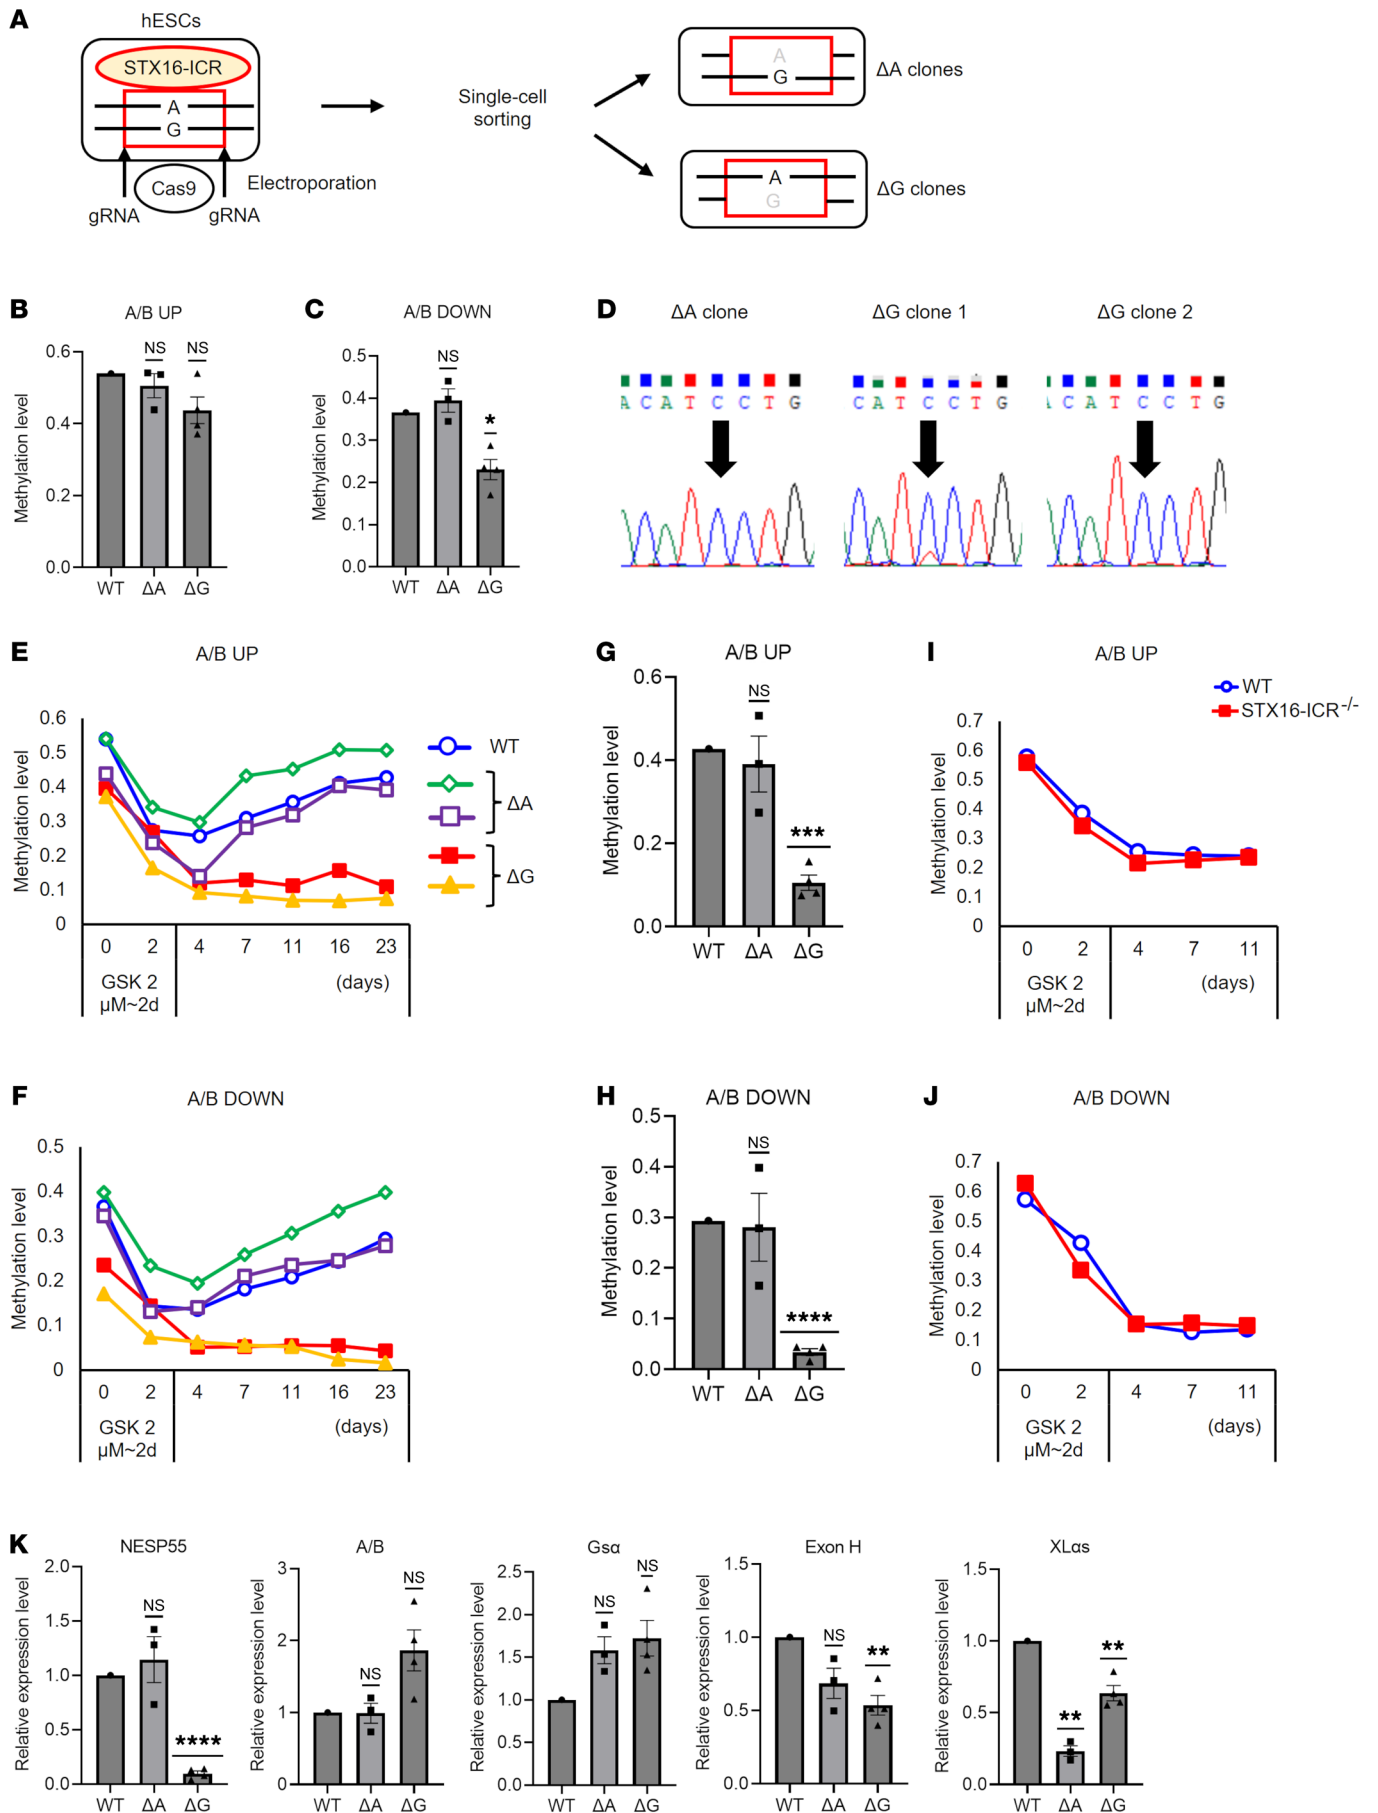 A
hESCs
STX16-ICR
A
G
Cas9
gRNA
gRNA
Electroporation
Single-cell
sorting
A
G
ΔA clones
A
G
ΔG clones
B
A/B UP
Methylation level
0.6
0.4
0.2
0.0
NS
NS
WT ΔA ΔG
C
A/B DOWN
Methylation level
0.5
0.4
0.3
0.2
0.1
0.0
NS
*
WT ΔA ΔG
D
ΔA clone
ΔG clone 1
ΔG clone 2
A C A T C C T G
C A T C C T G
A C A T C C T G
E
A/B UP
Methylation level
0.6
0.5
0.4
0.3
0.2
0.1
0
0 2 4 7 11 16 23
GSK 2
µM~2d
(days)
WT
ΔA
ΔG
G
A/B UP
Methylation level
0.6
0.4
0.2
0.0
NS
***
WT ΔA ΔG
I
A/B UP
WT
STX16-ICR-/-
Methylation level
0.7
0.6
0.5
0.4
0.3
0.2
0.1
0
0 2 4 7 11
GSK 2
µM~2d
(days)
F
A/B DOWN
Methylation level
0.5
0.4
0.3
0.2
0.1
0
0 2 4 7 11 16 23
GSK 2
µM~2d
(days)
H
A/B DOWN
Methylation level
0.5
0.4
0.3
0.2
0.1
0.0
NS
****
WT ΔA ΔG
J
A/B DOWN
Methylation level
0.7
0.6
0.5
0.4
0.3
0.2
0.1
0
0 2 4 7 11
GSK 2
µM~2d
(days)
K
NESP55
Relative expression level
2.0
1.5
1.0
0.5
0.0
NS
****
WT ΔA ΔG
A/B
Relative expression level
3
2
1
0
NS
NS
WT ΔA ΔG
Gsα
Relative expression level
2.5
2.0
1.5
1.0
0.5
0.0
NS
NS
WT ΔA ΔG
Exon H
Relative expression level
1.5
1.0
0.5
0.0
NS
**
WT ΔA ΔG
XLαs
Relative expression level
1.5
1.0
0.5
0.0
**
**
WT ΔA ΔG